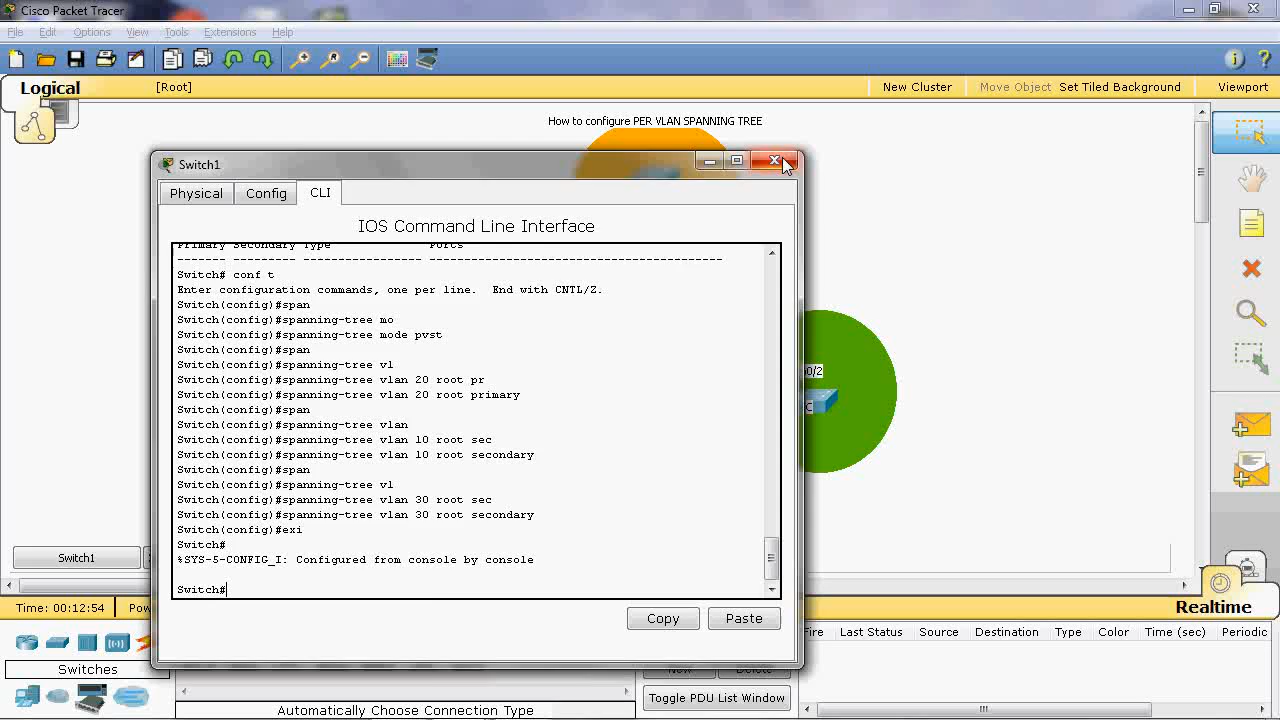 Cisco Packet Tracer
File Edit Options View Tools Extensions Help
Logical
[Root]
New Cluster
Move Object
Set Tiled Background
Viewport
How to configure PER VLAN SPANNING TREE
Switch1
Physical
Config
CLI
IOS Command Line Interface
Primary Secondary Type Ports
------- --------- ----------------- ------------------------------------------
Switch# conf t
Enter configuration commands, one per line. End with CNTL/Z.
Switch(config)#span
Switch(config)#spanning-tree mo
Switch(config)#spanning-tree mode pvst
Switch(config)#span
Switch(config)#spanning-tree vl
Switch(config)#spanning-tree vlan 20 root pr
Switch(config)#spanning-tree vlan 20 root primary
Switch(config)#span
Switch(config)#spanning-tree vlan
Switch(config)#spanning-tree vlan 10 root sec
Switch(config)#spanning-tree vlan 10 root secondary
Switch(config)#span
Switch(config)#spanning-tree vl
Switch(config)#spanning-tree vlan 30 root sec
Switch(config)#spanning-tree vlan 30 root secondary
Switch(config)#exi
Switch#
%SYS-5-CONFIG_I: Configured from console by console
Switch#
Copy
Paste
0/2
C
Switch1
Time: 00:12:54
Pow
Realtime
Fire Last Status Source Destination Type Color Time (sec) Periodic
Switches
New
Delete
Toggle PDU List Window
Automatically Choose Connection Type